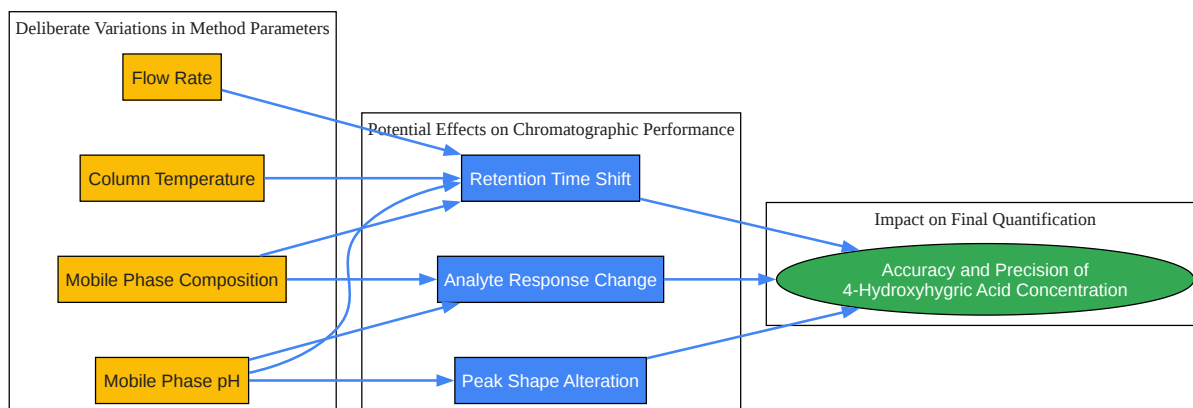 Deliberate Variations in Method Parameters
Flow Rate
Column Temperature
Mobile Phase Composition
Mobile Phase pH
Potential Effects on Chromatographic Performance
Retention Time Shift
Analyte Response Change
Peak Shape Alteration
Impact on Final Quantification
Accuracy and Precision of
4-Hydroxyhygric Acid Concentration